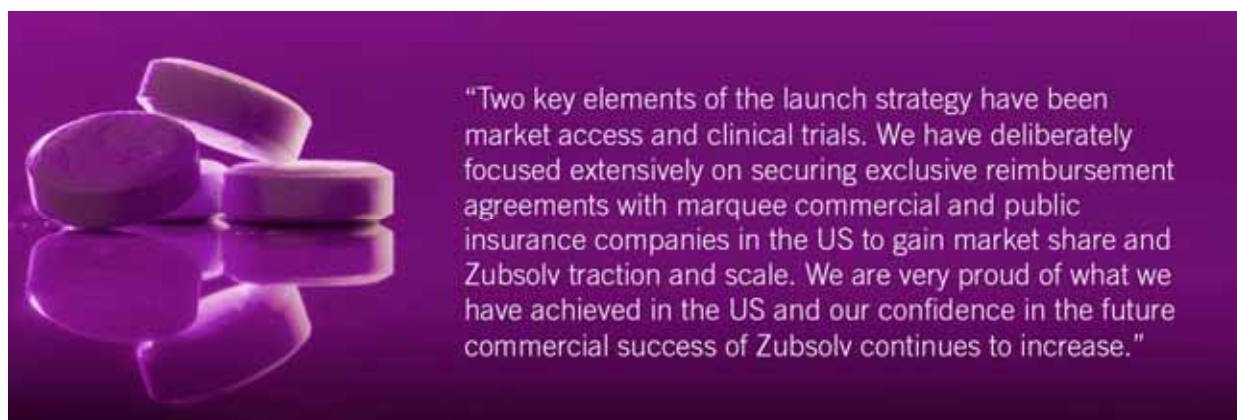 “Two key elements of the launch strategy have been
market access and clinical trials. We have deliberately
focused extensively on securing exclusive reimbursement
agreements with marquee commercial and public
insurance companies in the US to gain market share and
Zubsolv traction and scale. We are very proud of what we
have achieved in the US and our confidence in the future
commercial success of Zubsolv continues to increase.”